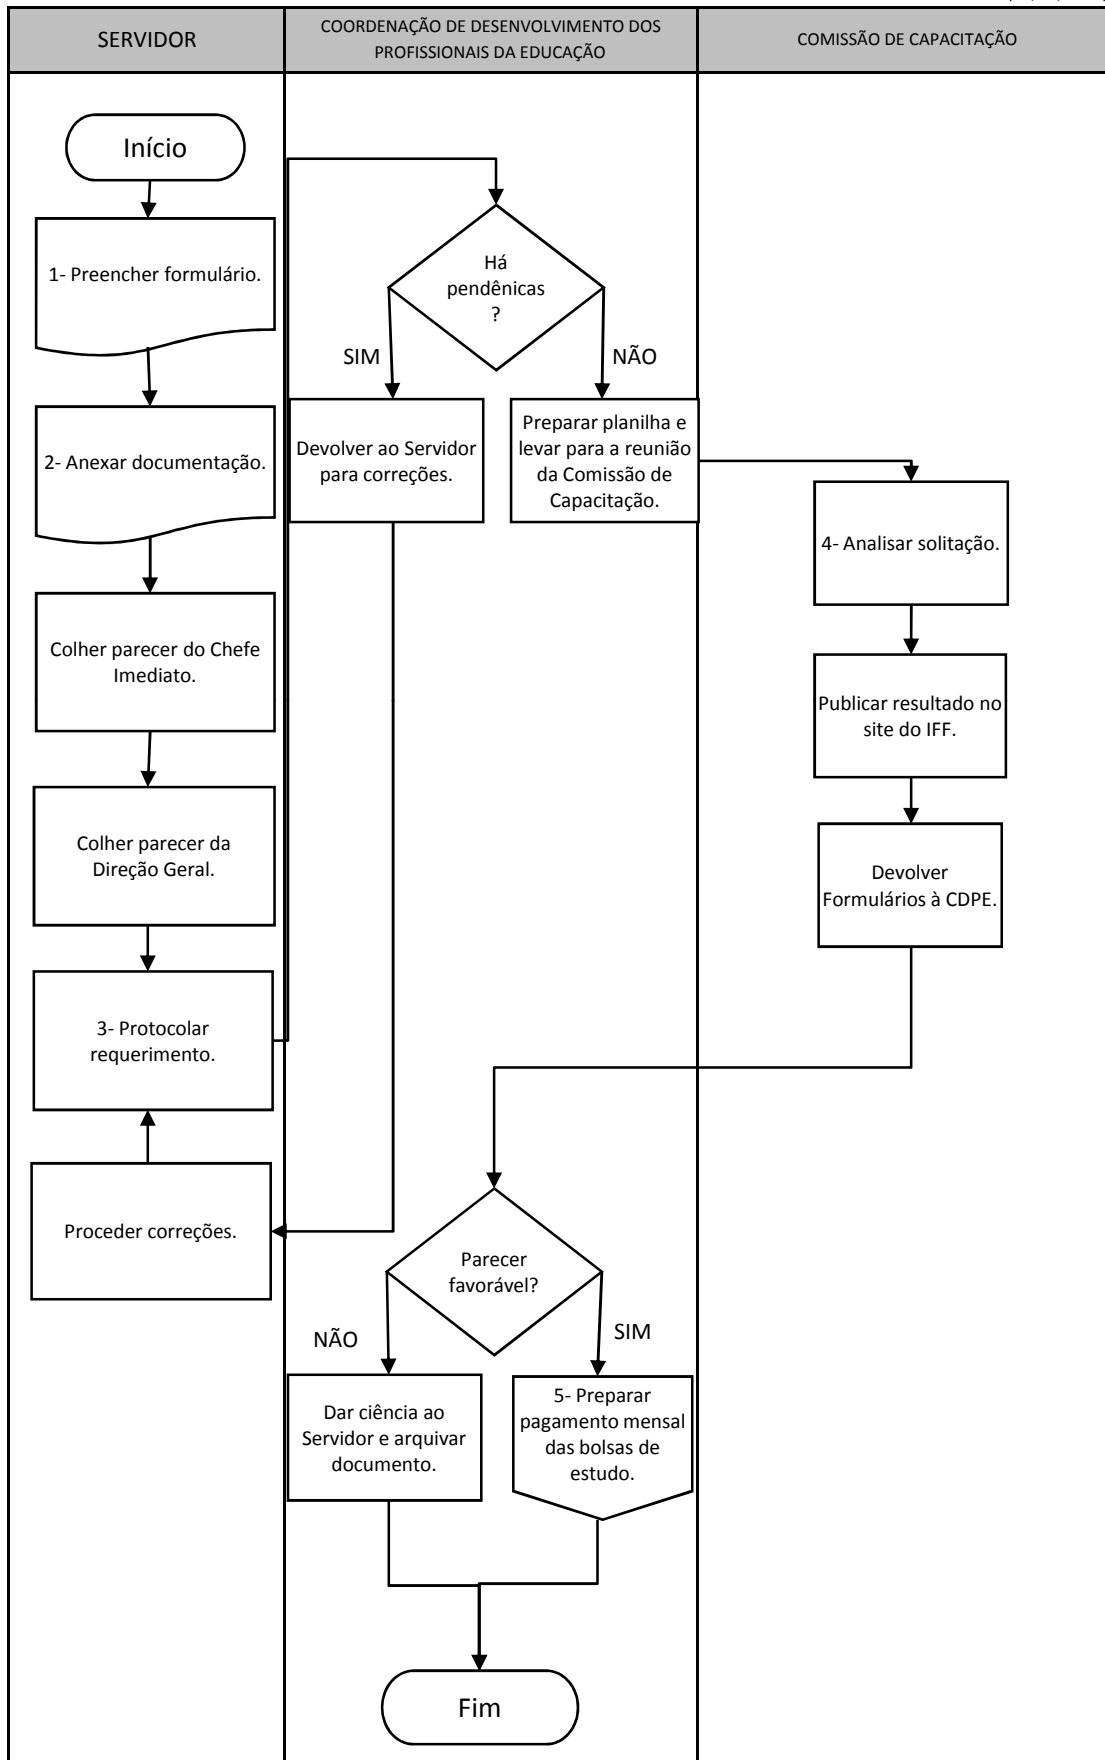 SERVIDOR
COORDENAÇÃO DE DESENVOLVIMENTO DOS
PROFISSIONAIS DA EDUCAÇÃO
COMISSÃO DE CAPACITAÇÃO
Início
1- Preencher formulário.
2- Anexar documentação.
Colher parecer do Chefe
Imediato.
Colher parecer da
Direção Geral.
3- Protocolar
requerimento.
Proceder correções.
Há
pendênicas
?
SIM
NÃO
Devolver ao Servidor
para correções.
Preparar planilha e
levar para a reunião
da Comissão de
Capacitação.
4- Analisar solitação.
Publicar resultado no
site do IFF.
Devolver
Formulários à CDPE.
Parecer
favorável?
NÃO
SIM
Dar ciência ao
Servidor e arquivar
documento.
5- Preparar
pagamento mensal
das bolsas de
estudo.
Fim